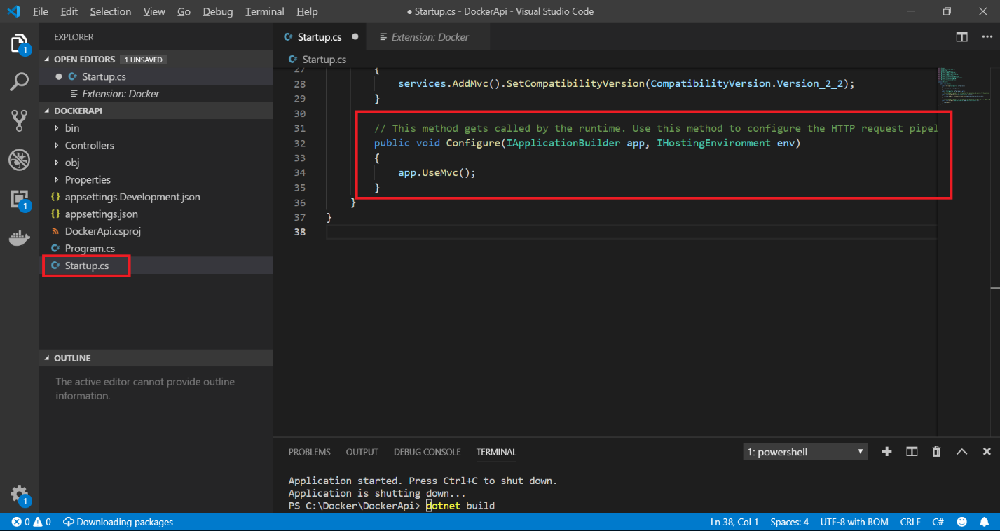 File Edit Selection View Go Debug Terminal Help ● Startup.cs - DockerApi - Visual Studio Code
EXPLORER
OPEN EDITORS 1 UNSAVED
Startup.cs
Extension: Docker
DOCKERAPI
bin
Controllers
obj
Properties
{} appsettings.Development.json
{} appsettings.json
DockerApi.csproj
C# Program.cs
C# Startup.cs
OUTLINE
The active editor cannot provide outline
information.
1
1
1
C# Startup.cs ● Extension: Docker
C# Startup.cs
27 {
28 services.AddMvc().SetCompatibilityVersion(CompatibilityVersion.Version_2_2);
29 }
30
31 // This method gets called by the runtime. Use this method to configure the HTTP request pipel
32 public void Configure(IApplicationBuilder app, IHostingEnvironment env)
33 {
34 app.UseMvc();
35 }
36 }
37 }
38
PROBLEMS OUTPUT DEBUG CONSOLE TERMINAL 1: powershell
Application started. Press Ctrl+C to shut down.
Application is shutting down...
PS C:\Docker\DockerApi> dotnet build
0 0 Downloading packages Ln 38, Col 1 Spaces: 4 UTF-8 with BOM CRLF C#